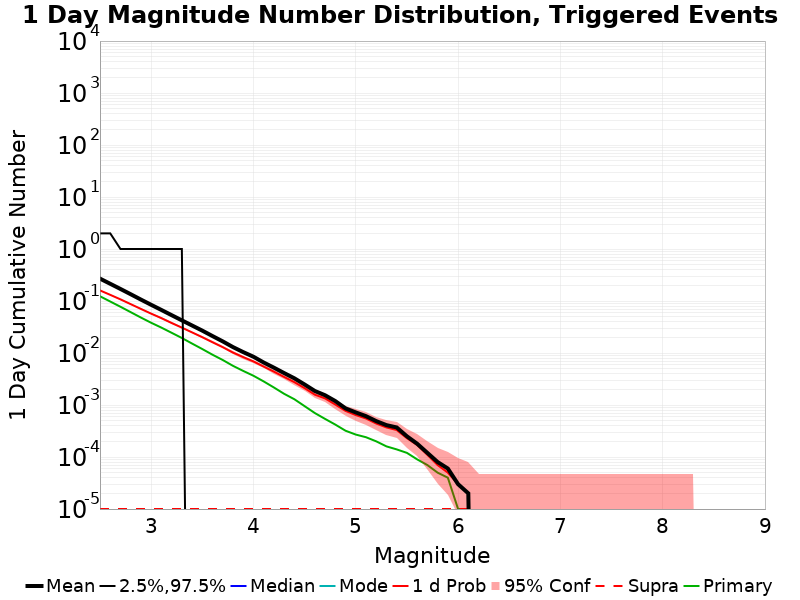 1 Day Magnitude Number Distribution, Triggered Events
1 Day Cumulative Number
10^4
10^3
10^2
10^1
10^0
10^-1
10^-2
10^-3
10^-4
10^-5
3 4 5 6 7 8 9
Magnitude
Mean 2.5%,97.5% Median Mode 1 d Prob 95% Conf Supra Primary